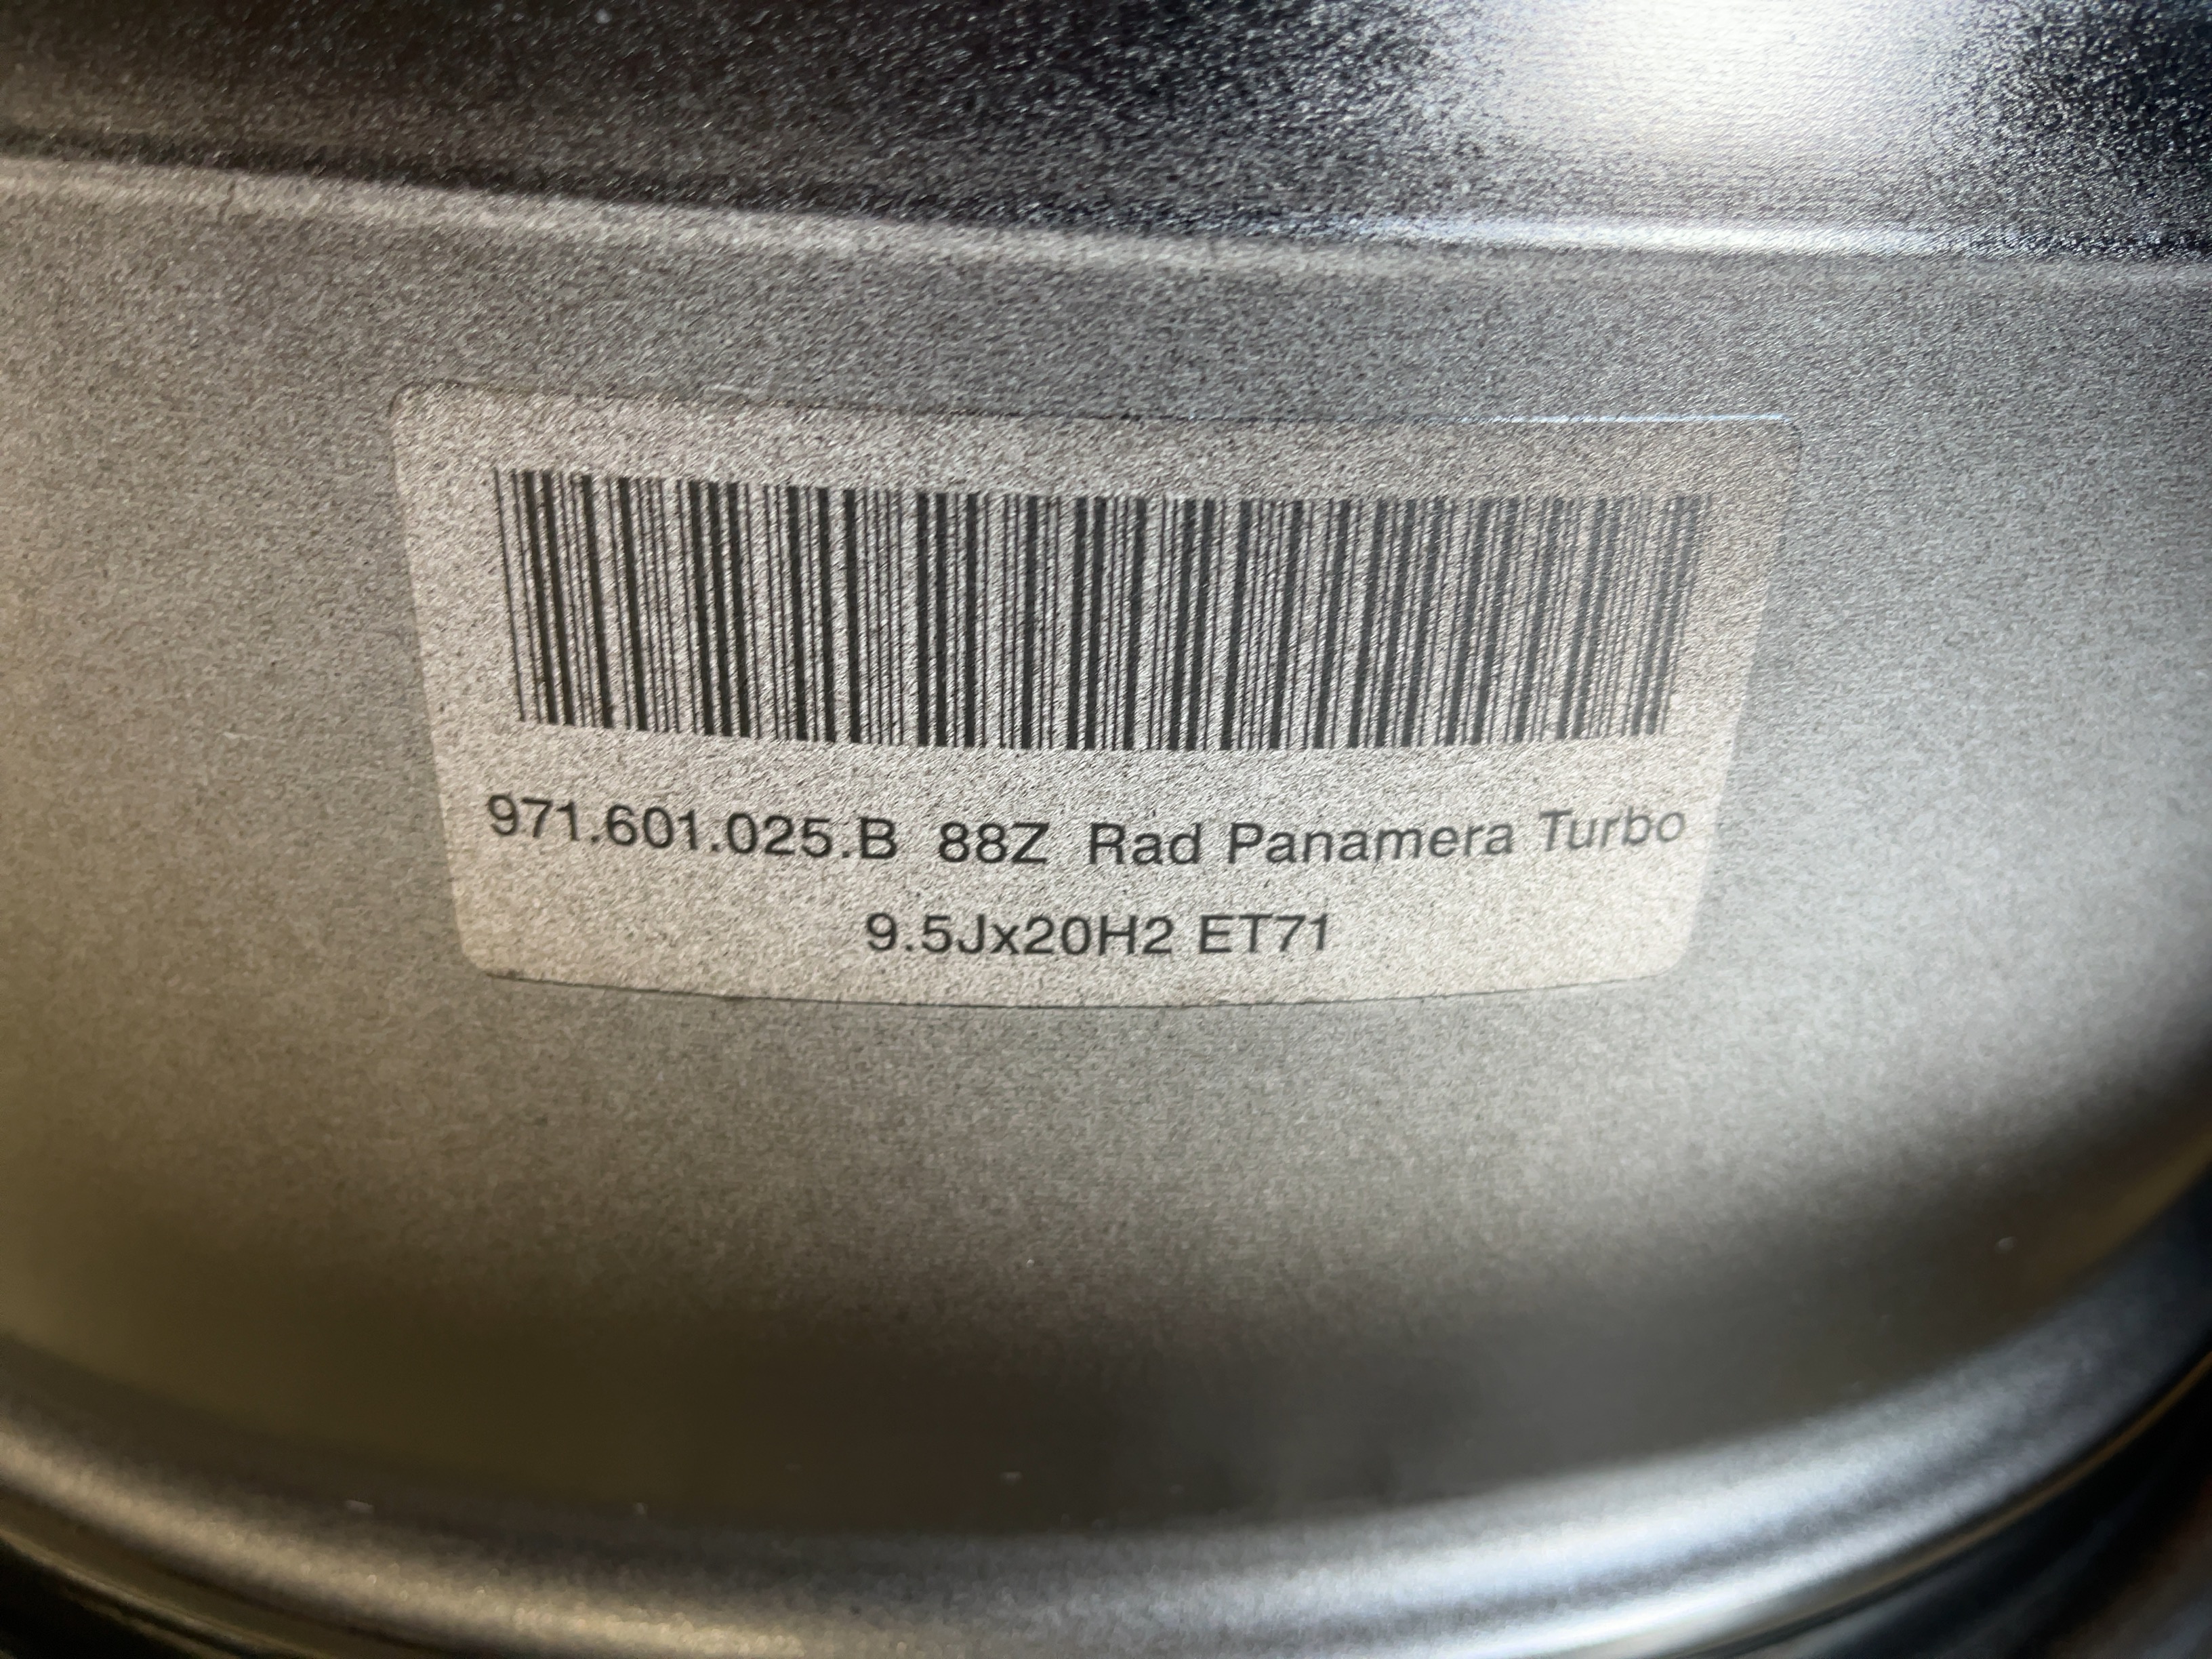 971.601.025.B 88Z Rad Panamera Turbo
9.5Jx20H2 ET71